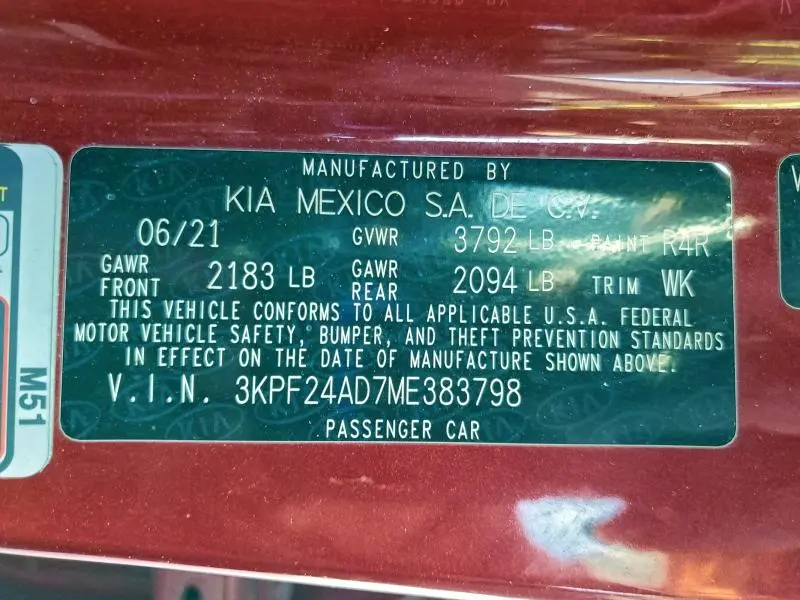 MANUFACTURED BY
KIA MEXICO S.A. DE C.V.
06/21 GVWR 3792 LB PAINT R4R
GAWR FRONT 2183 LB GAWR REAR 2094 LB TRIM WK
THIS VEHICLE CONFORMS TO ALL APPLICABLE U.S.A. FEDERAL
MOTOR VEHICLE SAFETY, BUMPER, AND THEFT PREVENTION STANDARDS
IN EFFECT ON THE DATE OF MANUFACTURE SHOWN ABOVE.
V.I.N. 3KPF24AD7ME383798
PASSENGER CAR
M51